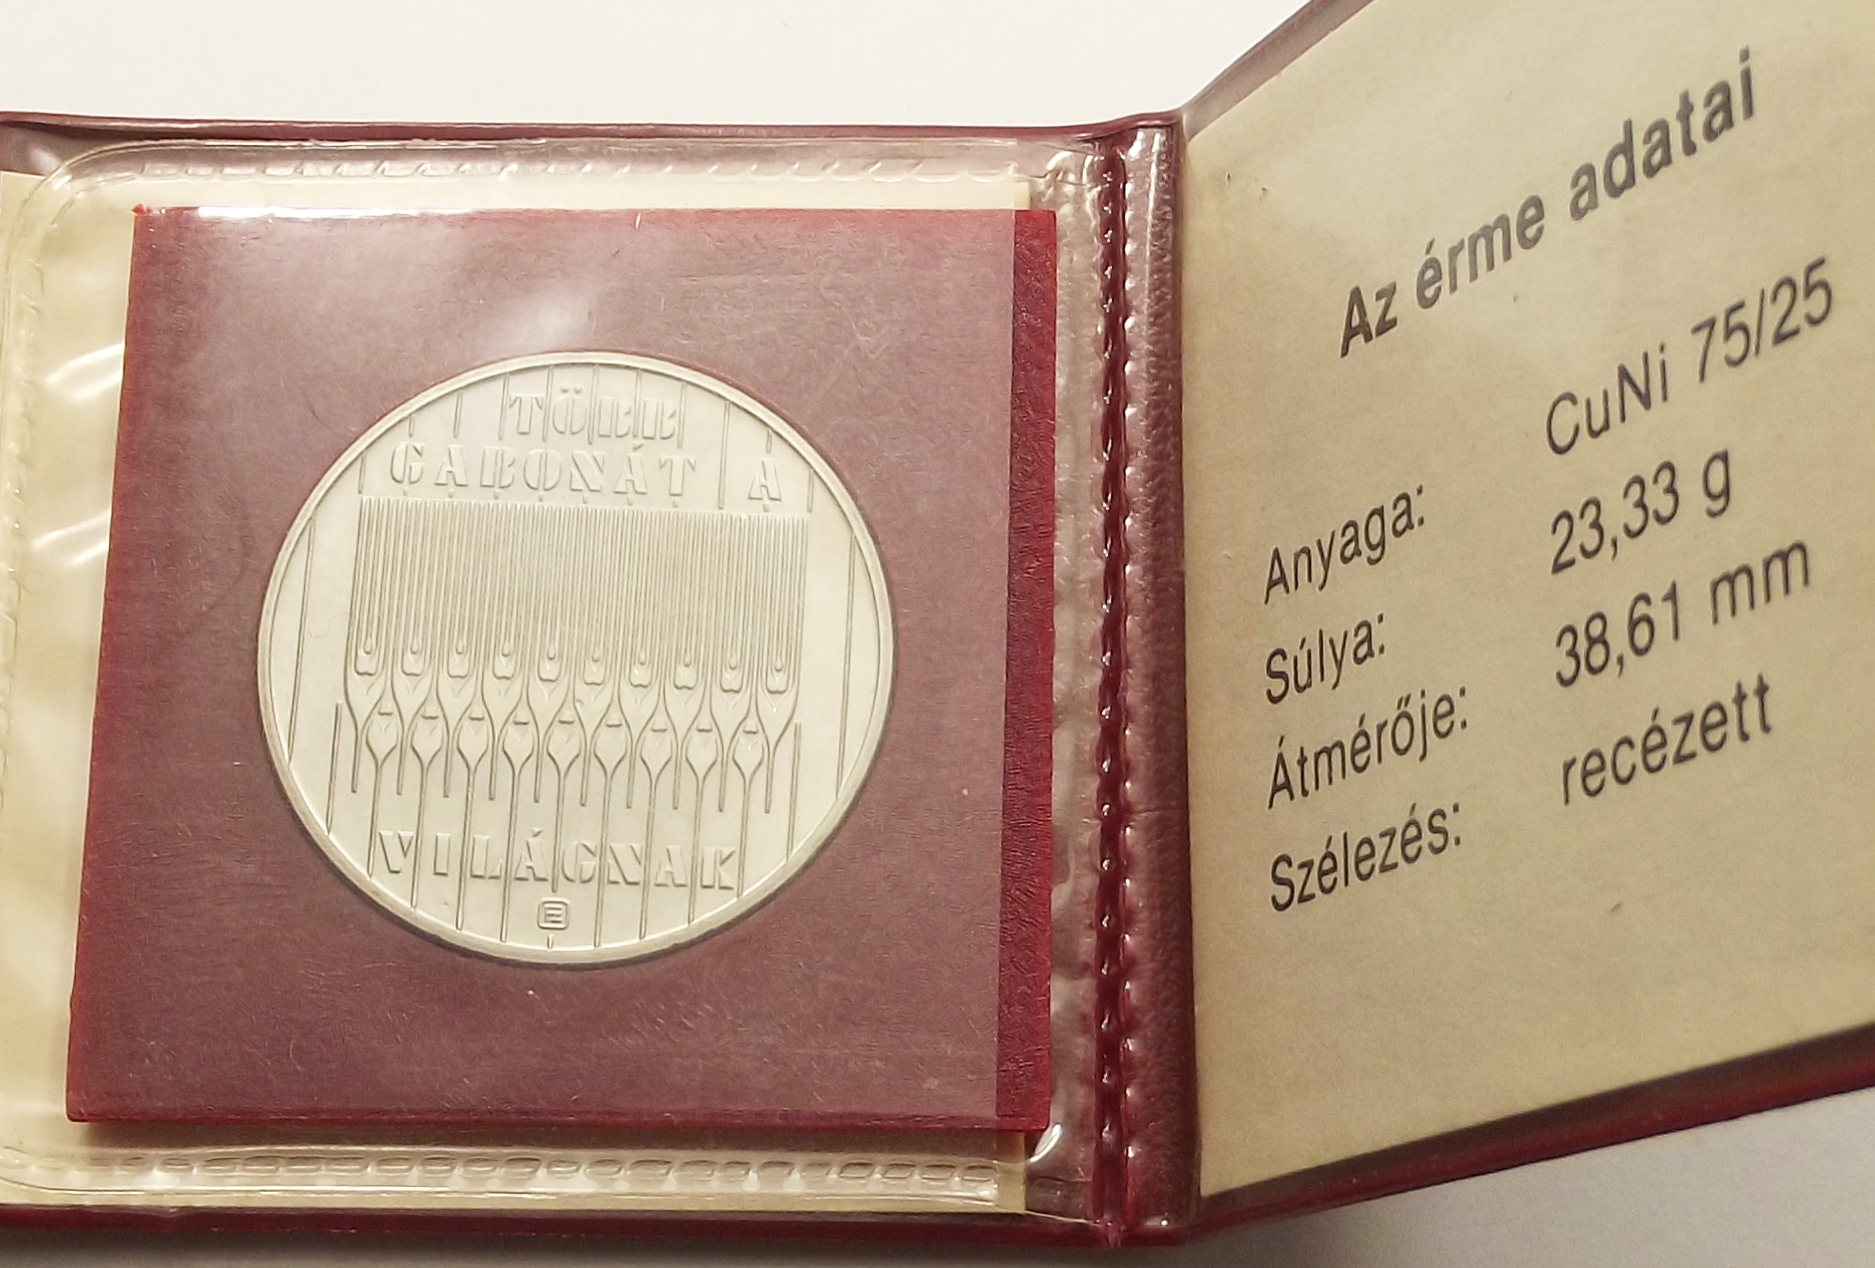 TÖBB
GABONÁT A
VILÁGNAK
Az érme adatai
Anyaga: CuNi 75/25
Súlya: 23,33 g
Átmérője: 38,61 mm
Szélezés: recézett